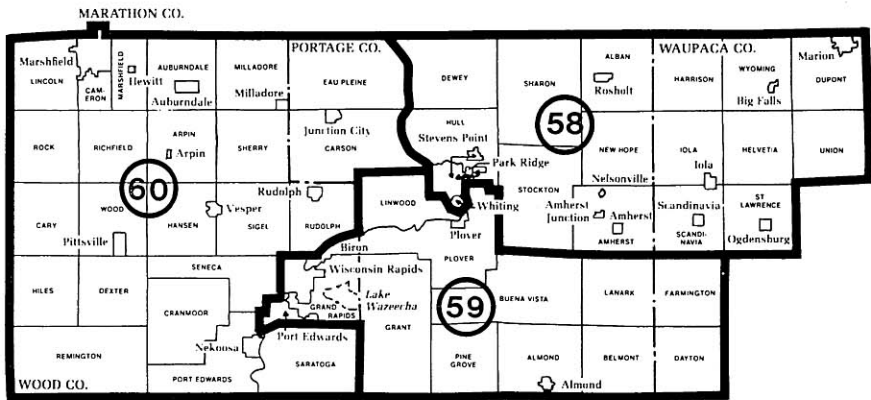 MARATHON CO.
PORTAGE CO.
WAUPACA CO.
Marshfield
LINCOLN
CAM-
ERON
MARSHFIELD
Hewitt
AUBURNDALE
Auburndale
MILLADORE
Milladore
EAU PLEINE
DEWEY
SHARON
ALBAN
Rosholt
HARRISON
WYOMING
Big Falls
Marion
DUPONT
ROCK
RICHFIELD
ARPIN
Arpin
SHERRY
Junction City
CARSON
HULL
Stevens Point
Park Ridge
58
NEW HOPE
IOLA
Iola
HELVETIA
UNION
60
CARY
WOOD
Pittsville
HANSEN
Vesper
SIGEL
Rudolph
RUDOLPH
LINWOOD
Whiting
Plover
STOCKTON
Nelsonville
Amherst
Junction
Amherst
AMHERST
Scandinavia
SCANDI-
NAVIA
ST
LAWRENCE
Ogdensburg
SENECA
Biron
Wisconsin Rapids
PLOVER
HILES
DEXTER
CRANMOOR
Lake
Wazeecha
GRAND
RAPIDS
59
BUENA VISTA
LANARK
FARMINGTON
Nekoosa
Port Edwards
GRANT
REMINGTON
PORT EDWARDS
SARATOGA
PINE
GROVE
ALMOND
Almond
BELMONT
DAYTON
WOOD CO.